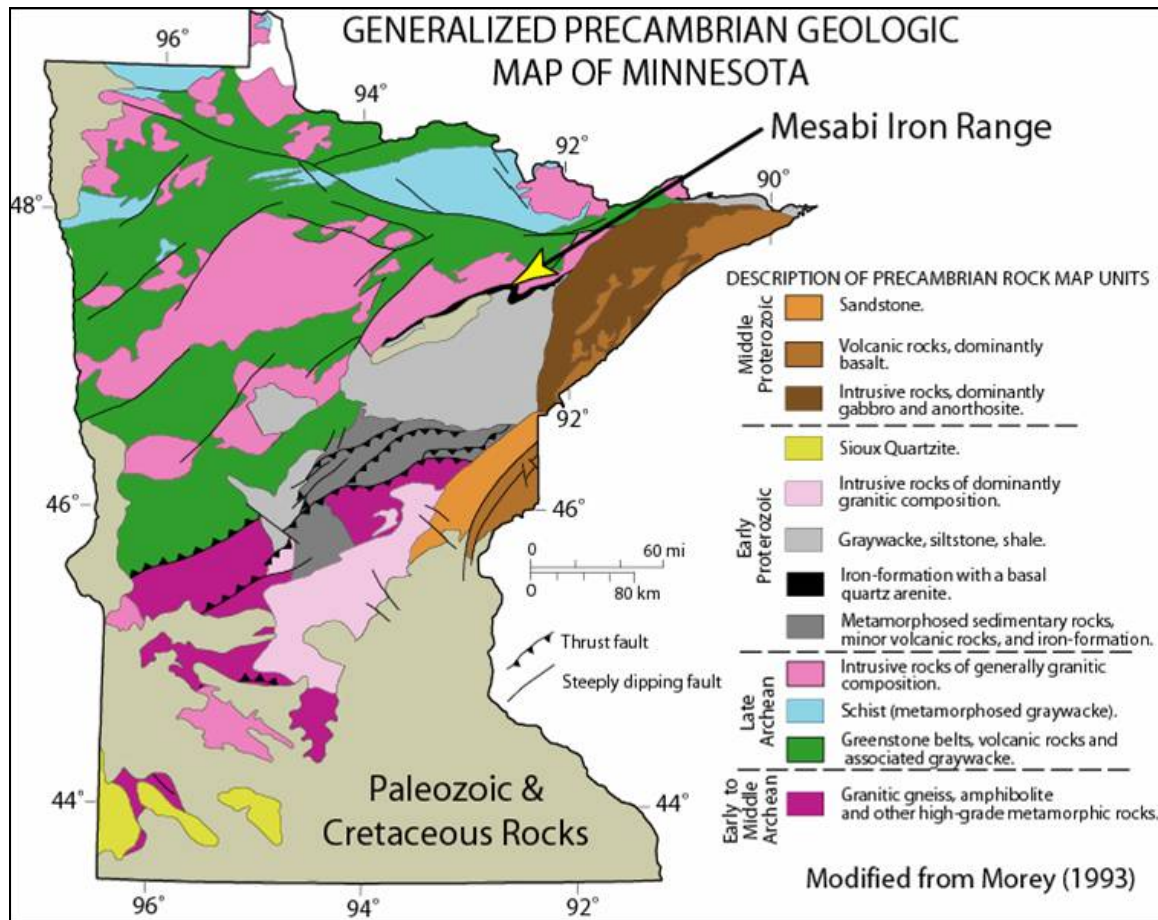 GENERALIZED PRECAMBRIAN GEOLOGIC
MAP OF MINNESOTA
Mesabi Iron Range
96°
94°
92°
90°
48°
92°
46°
46°
44°
44°
96°
94°
92°
0 60 mi
0 80 km
Thrust fault
Steeply dipping fault
Paleozoic &
Cretaceous Rocks
DESCRIPTION OF PRECAMBRIAN ROCK MAP UNITS
Middle
Proterozoic
Sandstone.
Volcanic rocks, dominantly
basalt.
Intrusive rocks, dominantly
gabbro and anorthosite.
Early
Proterozoic
Sioux Quartzite.
Intrusive rocks of dominantly
granitic composition.
Graywacke, siltstone, shale.
Iron-formation with a basal
quartz arenite.
Metamorphosed sedimentary rocks,
minor volcanic rocks, and iron-formation.
Late
Archean
Intrusive rocks of generally granitic
composition.
Schist (metamorphosed graywacke).
Greenstone belts, volcanic rocks and
associated graywacke.
Early to
Middle
Archean
Granitic gneiss, amphibolite
and other high-grade metamorphic rocks.
Modified from Morey (1993)